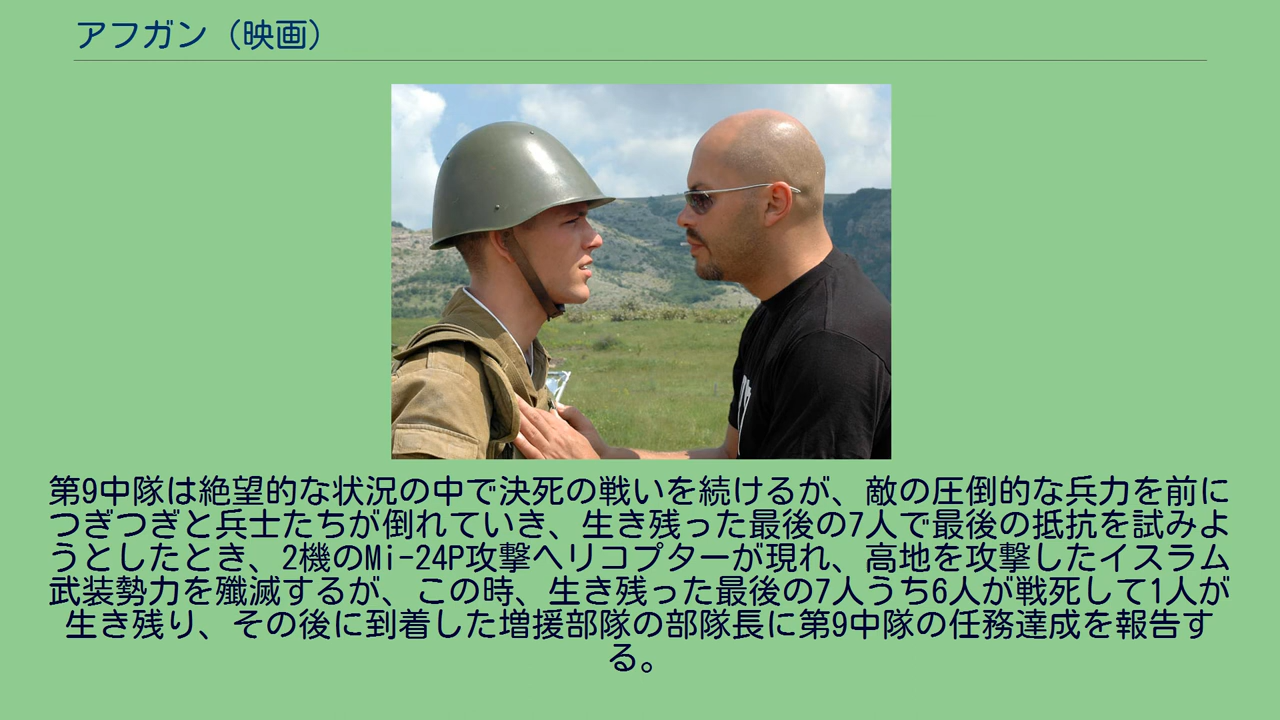 アフガン（映画）
第9中隊は絶望的な状況の中で決死の戦いを続けるが、敵の圧倒的な兵力を前に
つぎつぎと兵士たちが倒れていき、生き残った最後の7人で最後の抵抗を試みよ
うとしたとき、2機のMi-24P攻撃ヘリコプターが現れ、高地を攻撃したイスラム
武装勢力を殲滅するが、この時、生き残った最後の7人うち6人が戦死して1人が
生き残り、その後に到着した増援部隊の部隊長に第9中隊の任務達成を報告す
る。